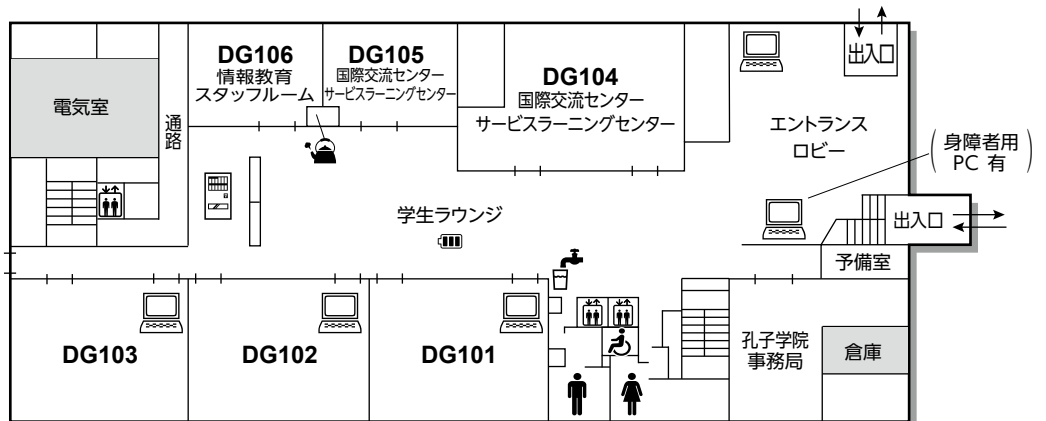 DG106
情報教育
スタッフルーム
DG105
国際交流センター
サービスラーニングセンター
DG104
国際交流センター
サービスラーニングセンター
出入口
電気室
通路
エントランス
ロビー
(身障者用
PC 有)
学生ラウンジ
出入口
予備室
DG103
DG102
DG101
孔子学院
事務局
倉庫